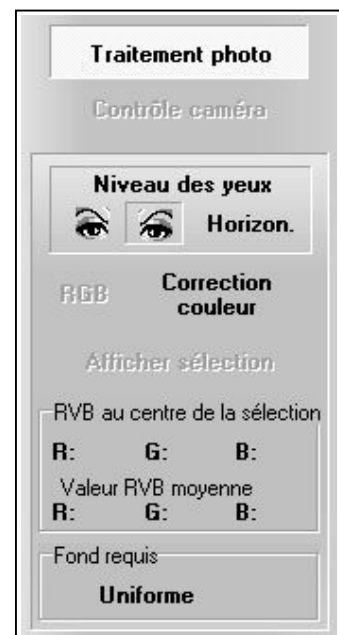 Traitement photo
Contrôle caméra
Niveau des yeux
Horizon.
RGB
Correction
couleur
Afficher sélection
RVB au centre de la sélection
R: G: B:
Valeur RVB moyenne
R: G: B:
Fond requis
Uniforme